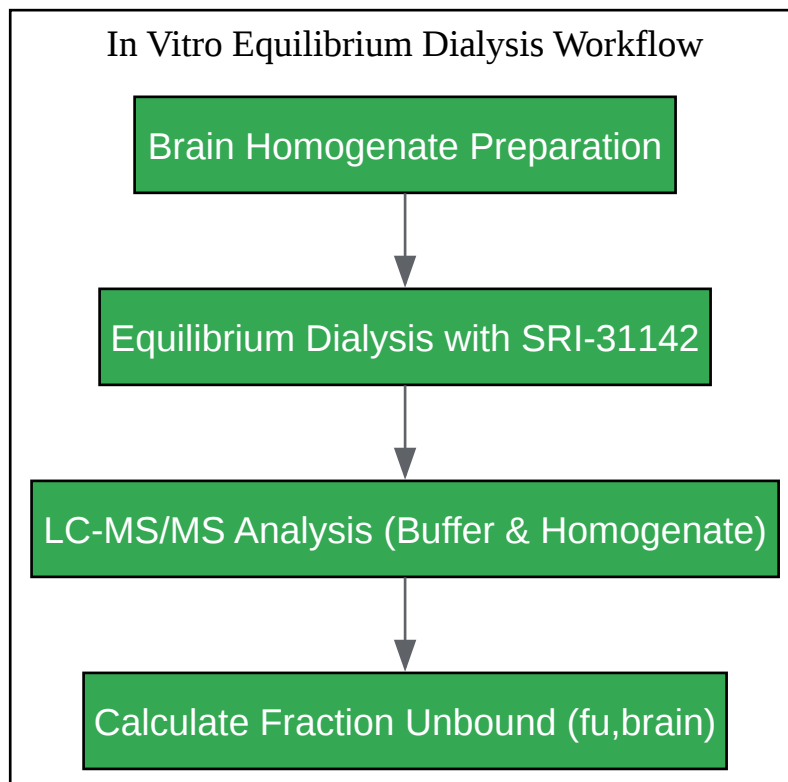 In Vitro Equilibrium Dialysis Workflow
Brain Homogenate Preparation
Equilibrium Dialysis with SRI-31142
LC-MS/MS Analysis (Buffer & Homogenate)
Calculate Fraction Unbound (fu,brain)